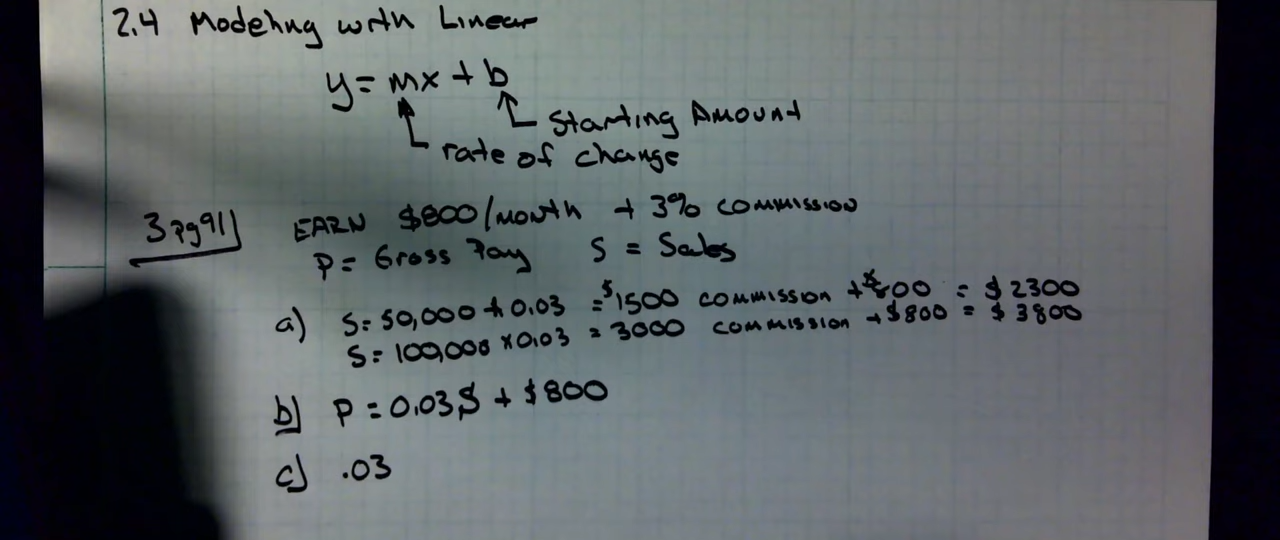 2.4 Modeling with Linear
y = mx + b
Starting Amount
rate of change
3 pg 91
EARN $800/MONTH + 3% COMMISSION
P = Gross Pay S = Sales
a) S = 50,000 * 0.03 = $1500 COMMISSION + $800 = $2300
S = 100,000 x 0.03 = 3000 COMMISSION + $800 = $3800
b) P = 0.03S + $800
c) .03